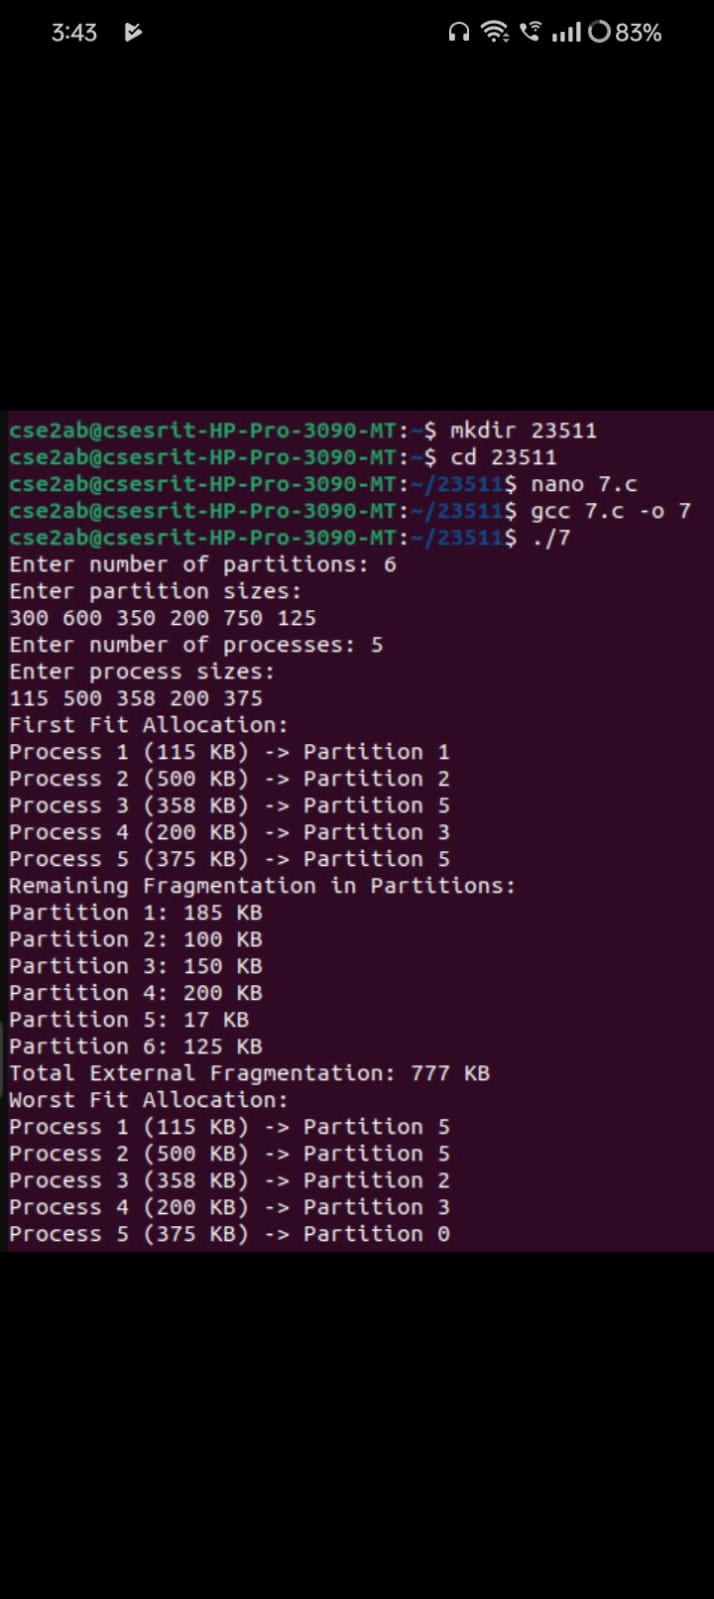 3:43 83%
cse2ab@csesrit-HP-Pro-3090-MT:~$ mkdir 23511
cse2ab@csesrit-HP-Pro-3090-MT:~$ cd 23511
cse2ab@csesrit-HP-Pro-3090-MT:~/23511$ nano 7.c
cse2ab@csesrit-HP-Pro-3090-MT:~/23511$ gcc 7.c -o 7
cse2ab@csesrit-HP-Pro-3090-MT:~/23511$ ./7
Enter number of partitions: 6
Enter partition sizes:
300 600 350 200 750 125
Enter number of processes: 5
Enter process sizes:
115 500 358 200 375
First Fit Allocation:
Process 1 (115 KB) -> Partition 1
Process 2 (500 KB) -> Partition 2
Process 3 (358 KB) -> Partition 5
Process 4 (200 KB) -> Partition 3
Process 5 (375 KB) -> Partition 5
Remaining Fragmentation in Partitions:
Partition 1: 185 KB
Partition 2: 100 KB
Partition 3: 150 KB
Partition 4: 200 KB
Partition 5: 17 KB
Partition 6: 125 KB
Total External Fragmentation: 777 KB
Worst Fit Allocation:
Process 1 (115 KB) -> Partition 5
Process 2 (500 KB) -> Partition 5
Process 3 (358 KB) -> Partition 2
Process 4 (200 KB) -> Partition 3
Process 5 (375 KB) -> Partition 0